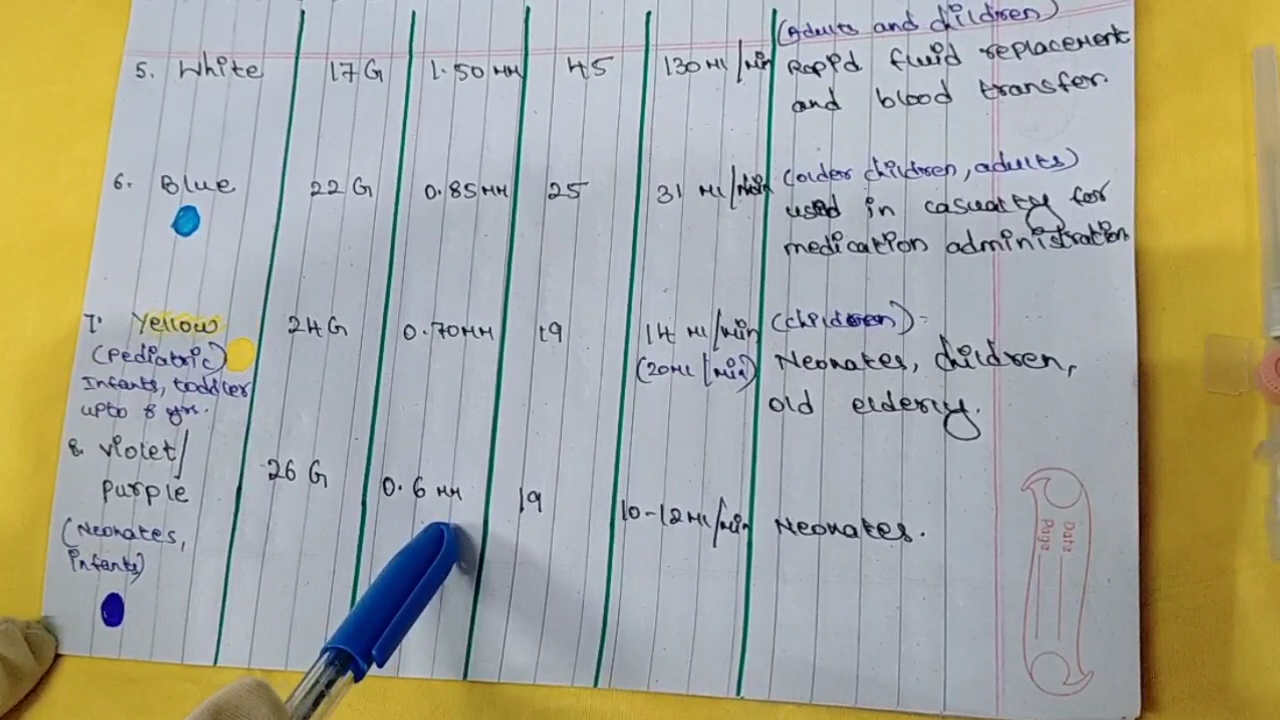 (Adults and children)
5. White 17 G 1.50 MM 45 130 Ml/min Rapid fluid replacement
and blood transfer.
6. Blue 22 G 0.85 MM 25 31 Ml/min (older children, adults)
used in casualty for
medication administration
7. Yellow 24 G 0.70 MM 19 14 Ml/min (children) -
(Pediatric) (20 Ml/min) Neonates, children,
Infants, toddler
upto 8 yrs. old elderly.
8. violet/
purple 26 G 0.6 MM 19 10-12 Ml/min Neonates.
(Neonates,
infants)
Date
Page